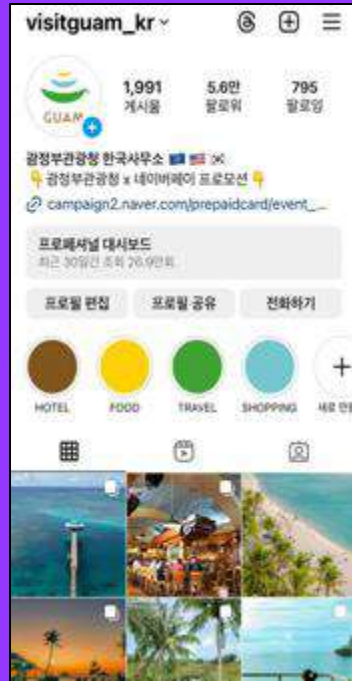 visitguam_kr
GUAM
1,991
게시물
5.6만
팔로워
795
팔로잉
괌정부관광청 한국사무소
괌정부관광청 x 네이버페이 프로모션
campaign2.naver.com/prepaidcard/event_...
프로페셔널 대시보드
최근 30일간 조회 26.9만회
프로필 편집
프로필 공유
전화하기
HOTEL
FOOD
TRAVEL
SHOPPING
새로 만